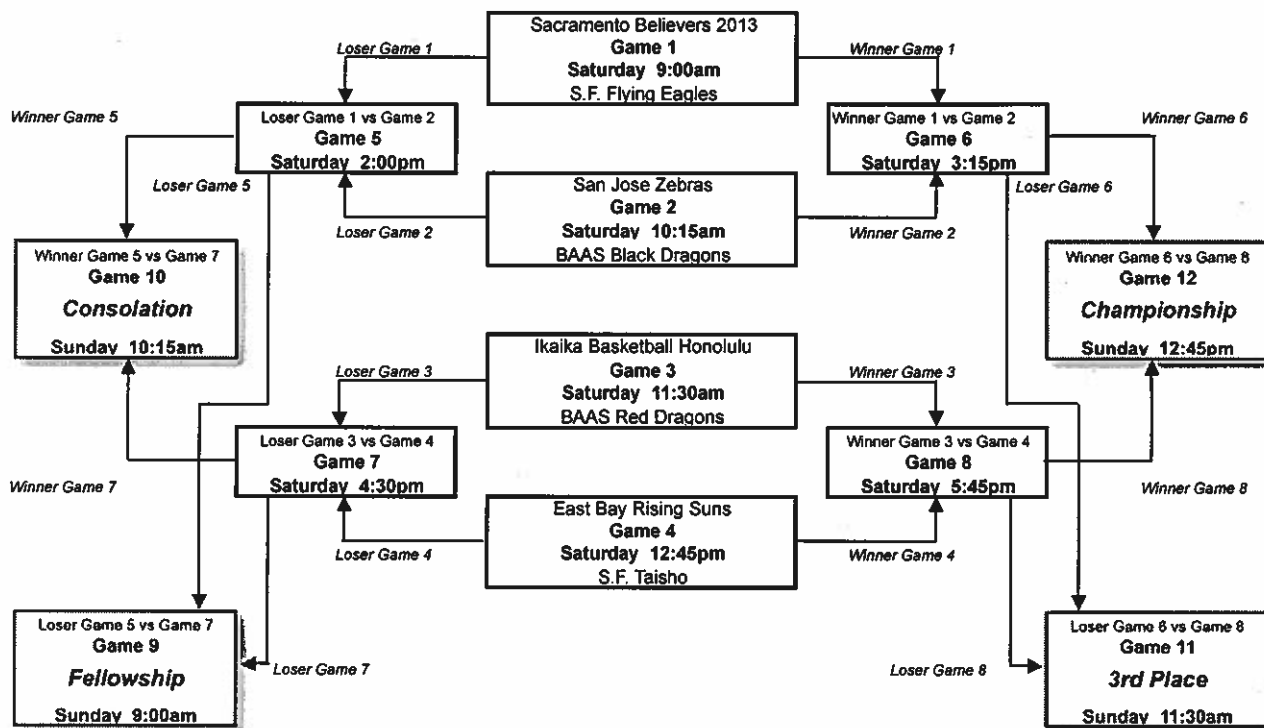 Sacramento Believers 2013
Game 1
Saturday 9:00am
S.F. Flying Eagles
Loser Game 1
Winner Game 1
Winner Game 5
Loser Game 1 vs Game 2
Game 5
Saturday 2:00pm
Winner Game 1 vs Game 2
Game 6
Saturday 3:15pm
Winner Game 6
Loser Game 5
San Jose Zebras
Game 2
Saturday 10:15am
BAAS Black Dragons
Loser Game 6
Loser Game 2
Winner Game 2
Winner Game 5 vs Game 7
Game 10
Consolation
Sunday 10:15am
Winner Game 6 vs Game 8
Game 12
Championship
Sunday 12:45pm
Ikaika Basketball Honolulu
Game 3
Saturday 11:30am
BAAS Red Dragons
Loser Game 3
Winner Game 3
Loser Game 3 vs Game 4
Game 7
Saturday 4:30pm
Winner Game 3 vs Game 4
Game 8
Saturday 5:45pm
Winner Game 7
Winner Game 8
East Bay Rising Suns
Game 4
Saturday 12:45pm
S.F. Taisho
Loser Game 4
Winner Game 4
Loser Game 5 vs Game 7
Game 9
Fellowship
Sunday 9:00am
Loser Game 7
Loser Game 8
Loser Game 6 vs Game 8
Game 11
3rd Place
Sunday 11:30am